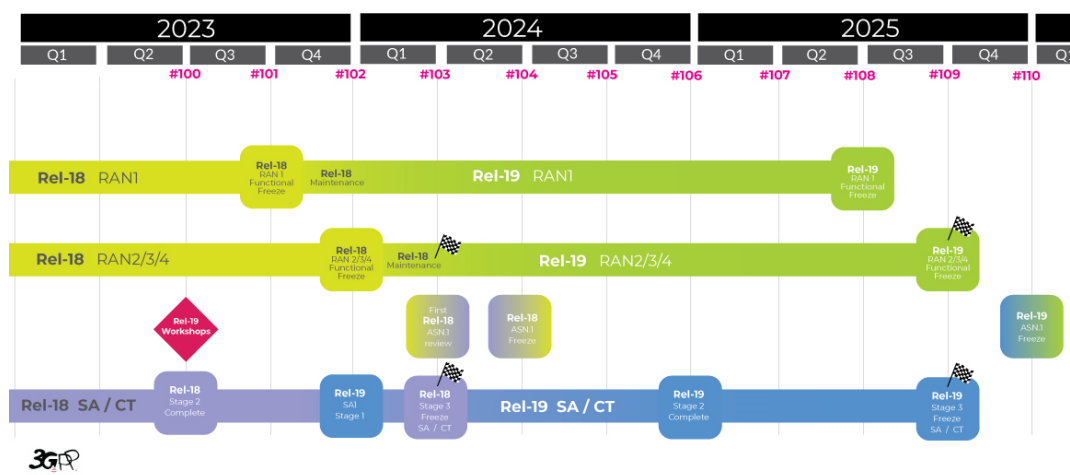 2023 2024 2025
Q1 Q2 Q3 Q4 Q1 Q2 Q3 Q4 Q1 Q2 Q3 Q4
#100 #101 #102 #103 #104 #105 #106 #107 #108 #109 #110
Rel-18 RAN1
Rel-18
RAN 1
Functional
Freeze
Rel-18
Maintenance
Rel-19 RAN1
Rel-19
RAN 1
Functional
Freeze
Rel-18 RAN2/3/4
Rel-18
RAN 2/3/4
Functional
Freeze
Rel-18
Maintenance
Rel-19 RAN2/3/4
Rel-19
RAN 2/3/4
Functional
Freeze
Rel-19
Workshops
First
Rel-18
ASN.1
review
Rel-18
ASN.1
Freeze
Rel-19
ASN.1
Freeze
Rel-18 SA / CT
Rel-18
Stage 2
Complete
Rel-19
SA1
Stage 1
Rel-18
Stage 3
Freeze
SA / CT
Rel-19 SA / CT
Rel-19
Stage 2
Complete
Rel-19
Stage 3
Freeze
SA / CT
3GPP